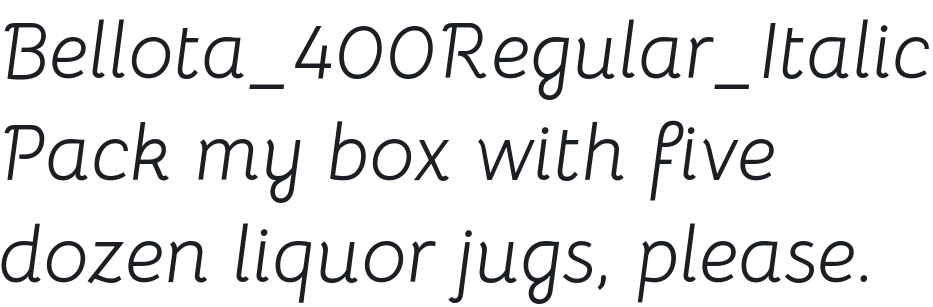 Bellota_400Regular_Italic
Pack my box with five
dozen liquor jugs, please.